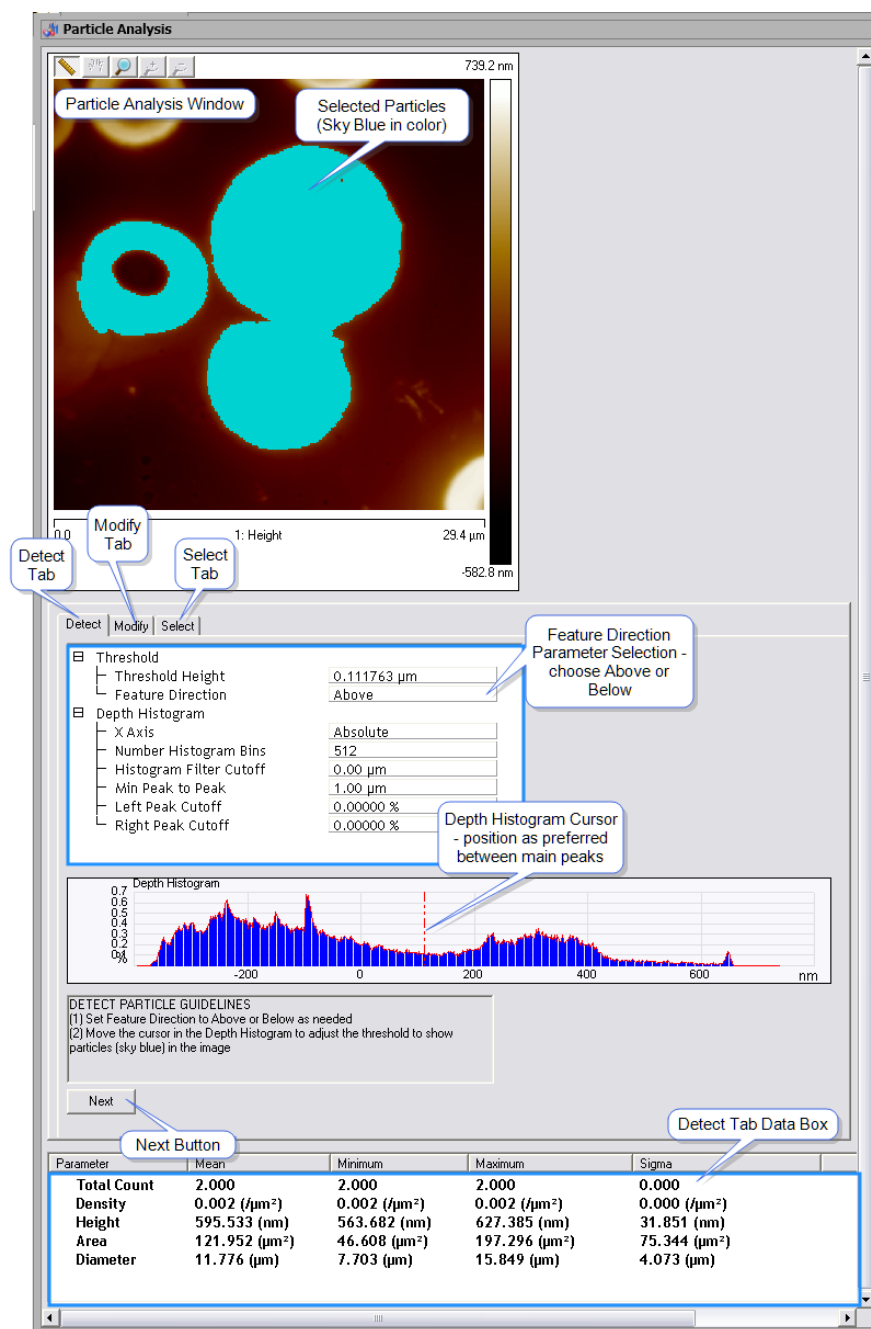 Particle Analysis
739.2 nm
Particle Analysis Window
Selected Particles
(Sky Blue in color)
0.0
1: Height
29.4 µm
-582.8 nm
Modify
Tab
Detect
Tab
Select
Tab
Detect
Modify
Select
Feature Direction
Parameter Selection -
choose Above or
Below
Threshold
Threshold Height 0.111763 µm
Feature Direction Above
Depth Histogram
X Axis Absolute
Number Histogram Bins 512
Histogram Filter Cutoff 0.00 µm
Min Peak to Peak 1.00 µm
Left Peak Cutoff 0.00000 %
Right Peak Cutoff 0.00000 %
Depth Histogram Cursor
- position as preferred
between main peaks
Depth Histogram
0.7
0.6
0.5
0.4
0.3
0.2
%
-200 0 200 400 600 nm
DETECT PARTICLE GUIDELINES
(1) Set Feature Direction to Above or Below as needed
(2) Move the cursor in the Depth Histogram to adjust the threshold to show
particles (sky blue) in the image
Next
Next Button
Detect Tab Data Box
Parameter Mean Minimum Maximum Sigma
Total Count 2.000 2.000 2.000 0.000
Density 0.002 (/µm²) 0.002 (/µm²) 0.002 (/µm²) 0.000 (/µm²)
Height 595.533 (nm) 563.682 (nm) 627.385 (nm) 31.851 (nm)
Area 121.952 (µm²) 46.608 (µm²) 197.296 (µm²) 75.344 (µm²)
Diameter 11.776 (µm) 7.703 (µm) 15.849 (µm) 4.073 (µm)